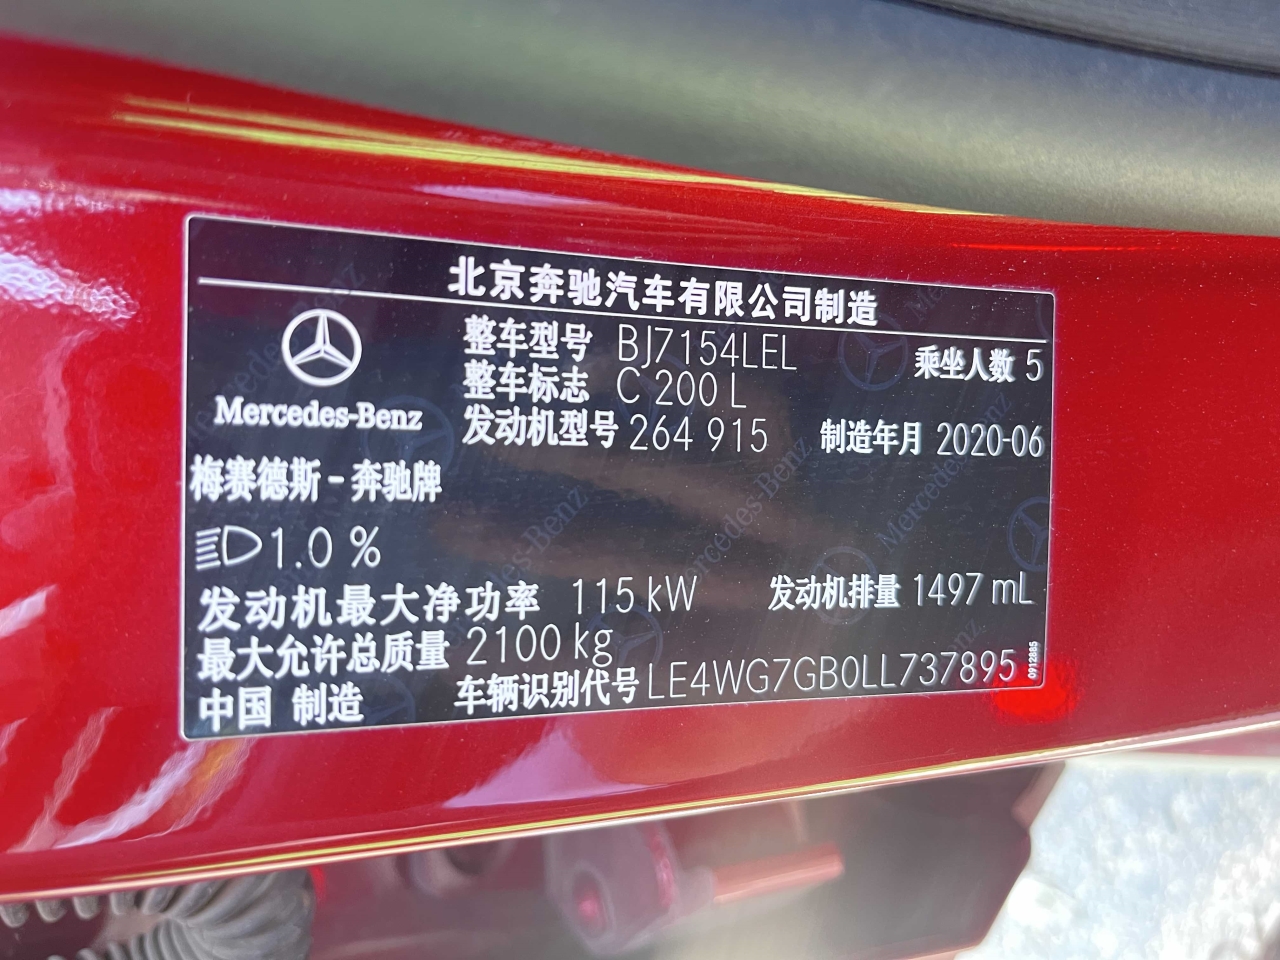 北京奔驰汽车有限公司制造
整车型号 BJ7154LEL 乘坐人数 5
整车标志 C 200 L
Mercedes-Benz
发动机型号 264 915 制造年月 2020-06
梅赛德斯-奔驰牌
1.0 %
发动机最大净功率 115 kW 发动机排量 1497 mL
最大允许总质量 2100 kg
中国 制造 车辆识别代号 LE4WG7GB0LL737895
0912885